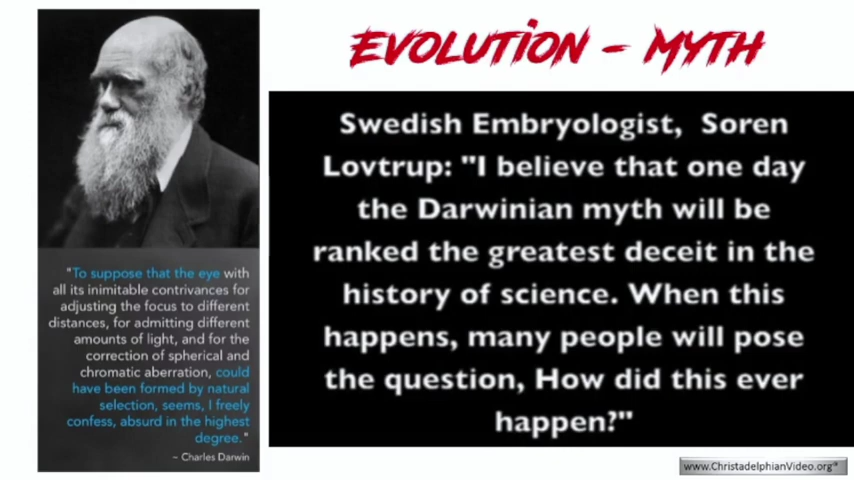 EVOLUTION - MYTH
"To suppose that the eye with
all its inimitable contrivances for
adjusting the focus to different
distances, for admitting different
amounts of light, and for the
correction of spherical and
chromatic aberration, could
have been formed by natural
selection, seems, I freely
confess, absurd in the highest
degree."
– Charles Darwin
Swedish Embryologist, Soren
Lovtrup: "I believe that one day
the Darwinian myth will be
ranked the greatest deceit in the
history of science. When this
happens, many people will pose
the question, How did this ever
happen?"
www.ChristadelphianVideo.org®